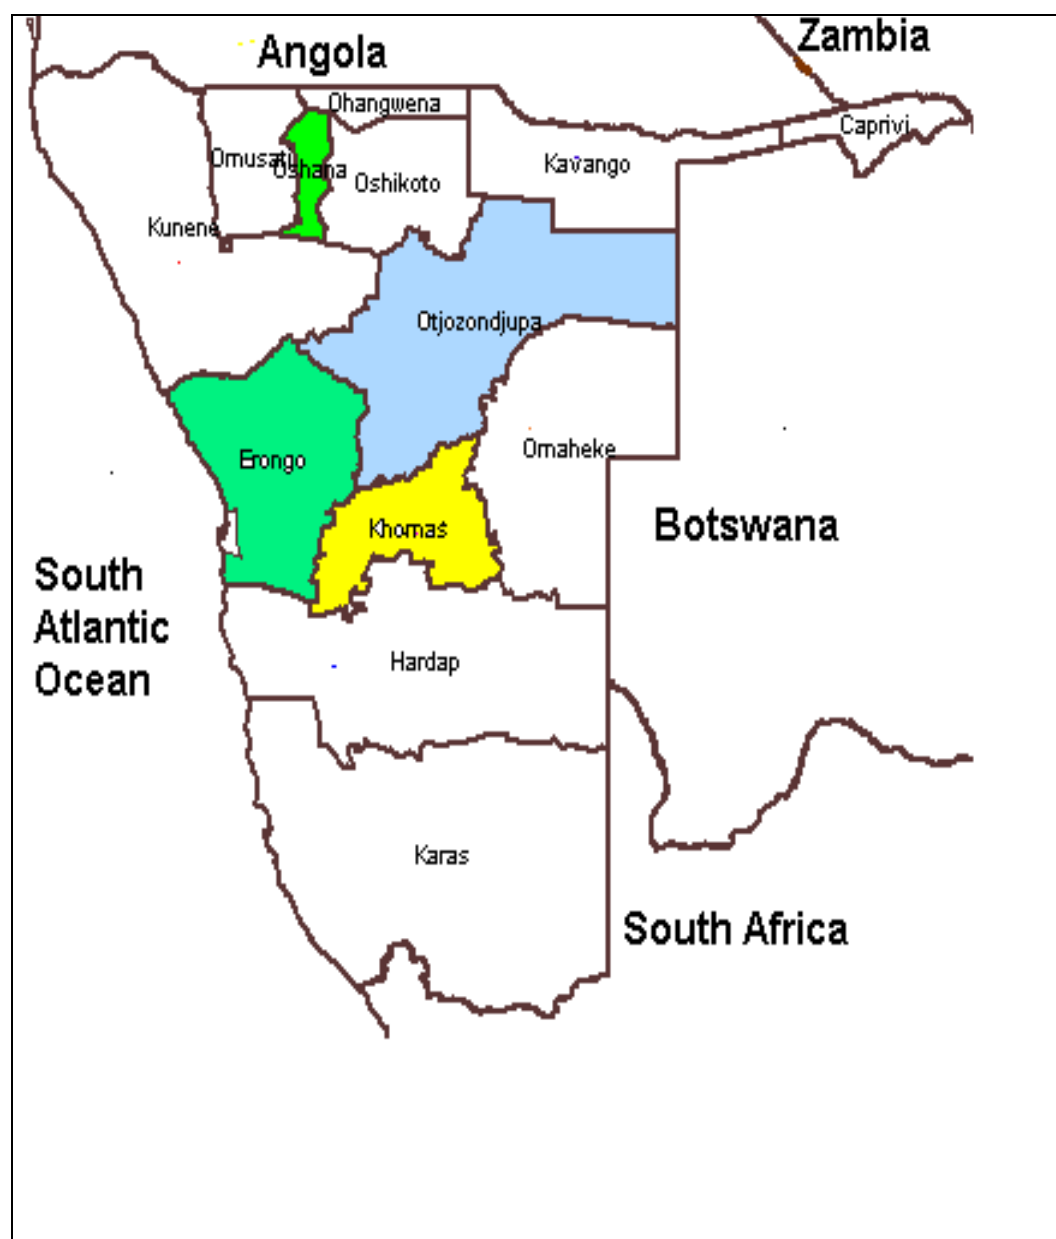 Zambia
Angola
Ohangwena
Caprivi
Omusati
Oshana
Oshikoto
Kavango
Kunene
Otjozondjupa
Omaheke
Erongo
Khomas
Botswana
South
Atlantic
Ocean
Hardap
Karas
South Africa